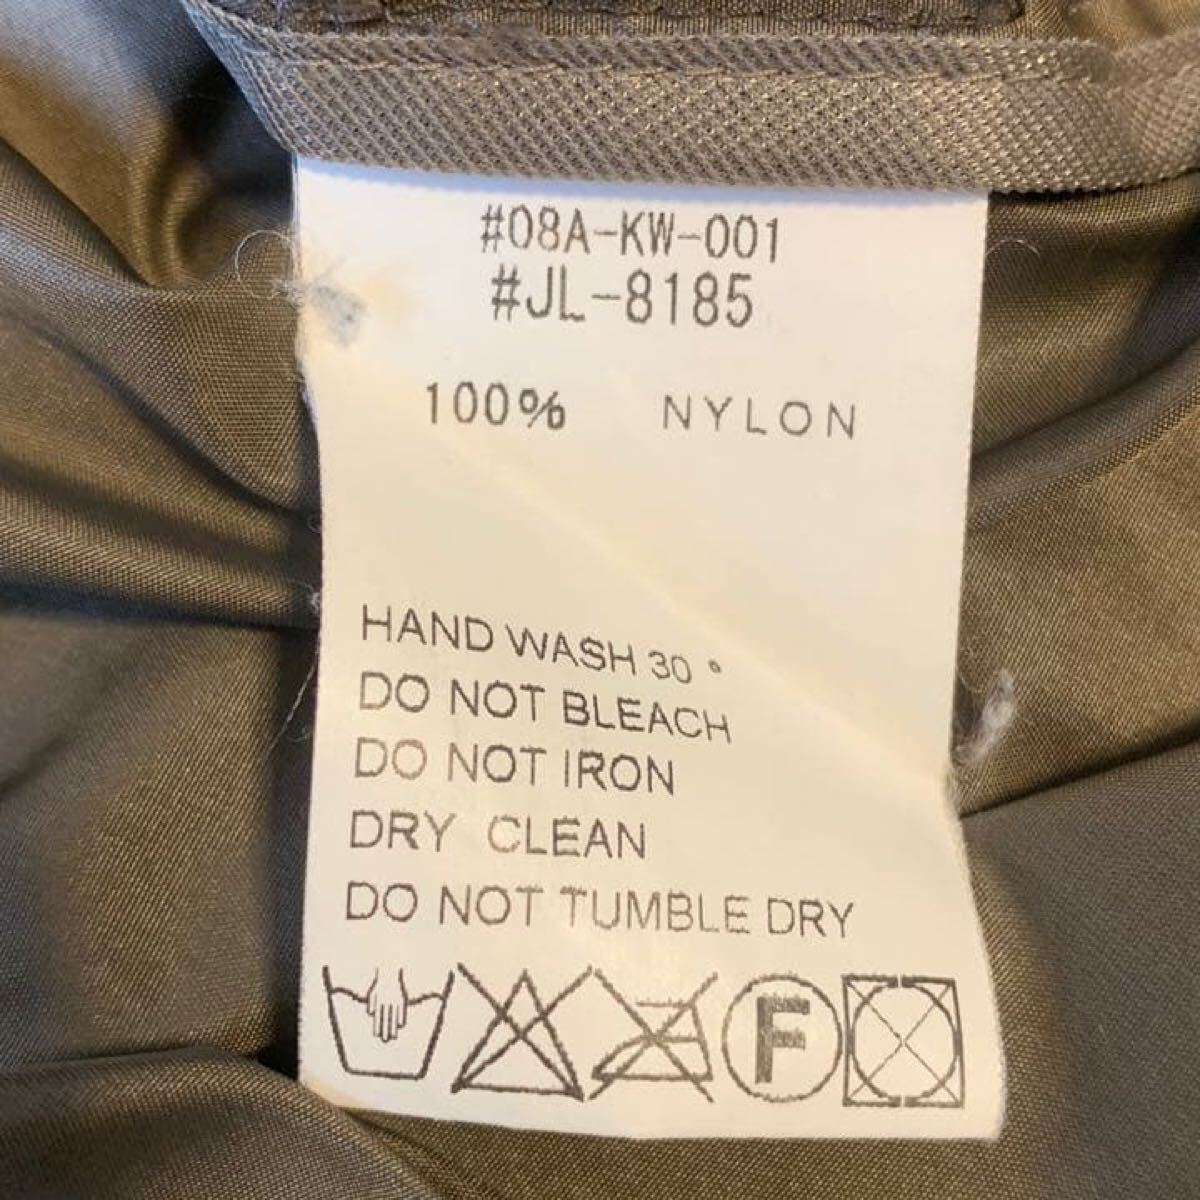 #08A-KW-001
#JL-8185
100% NYLON
HAND WASH 30°
DO NOT BLEACH
DO NOT IRON
DRY CLEAN
DO NOT TUMBLE DRY
F